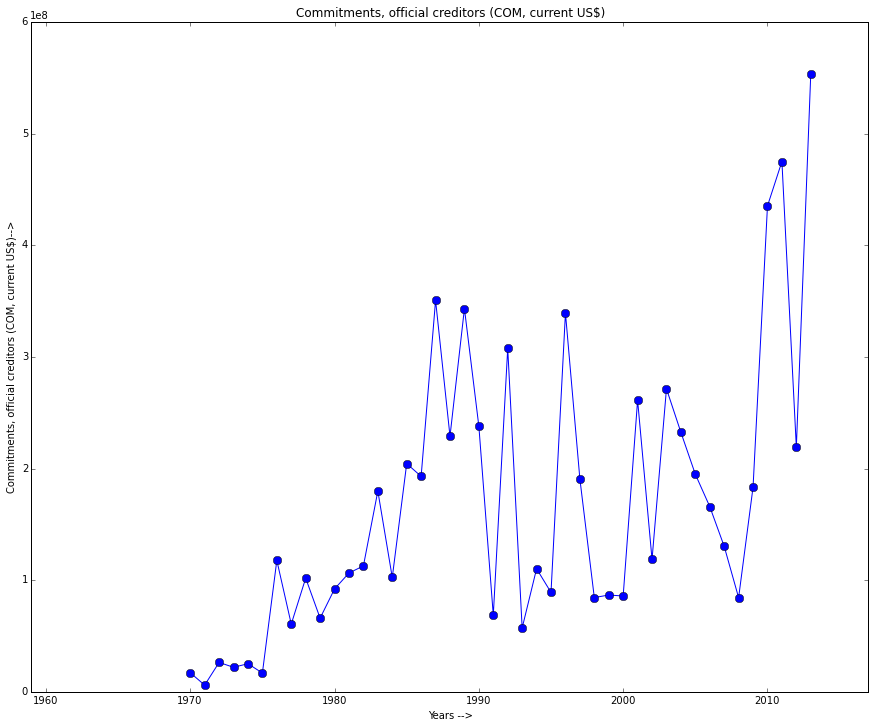 Commitments, official creditors (COM, current US$)
1e8
6
5
4
3
2
1
0
Commitments, official creditors (COM, current US$)-->
1960 1970 1980 1990 2000 2010
Years -->